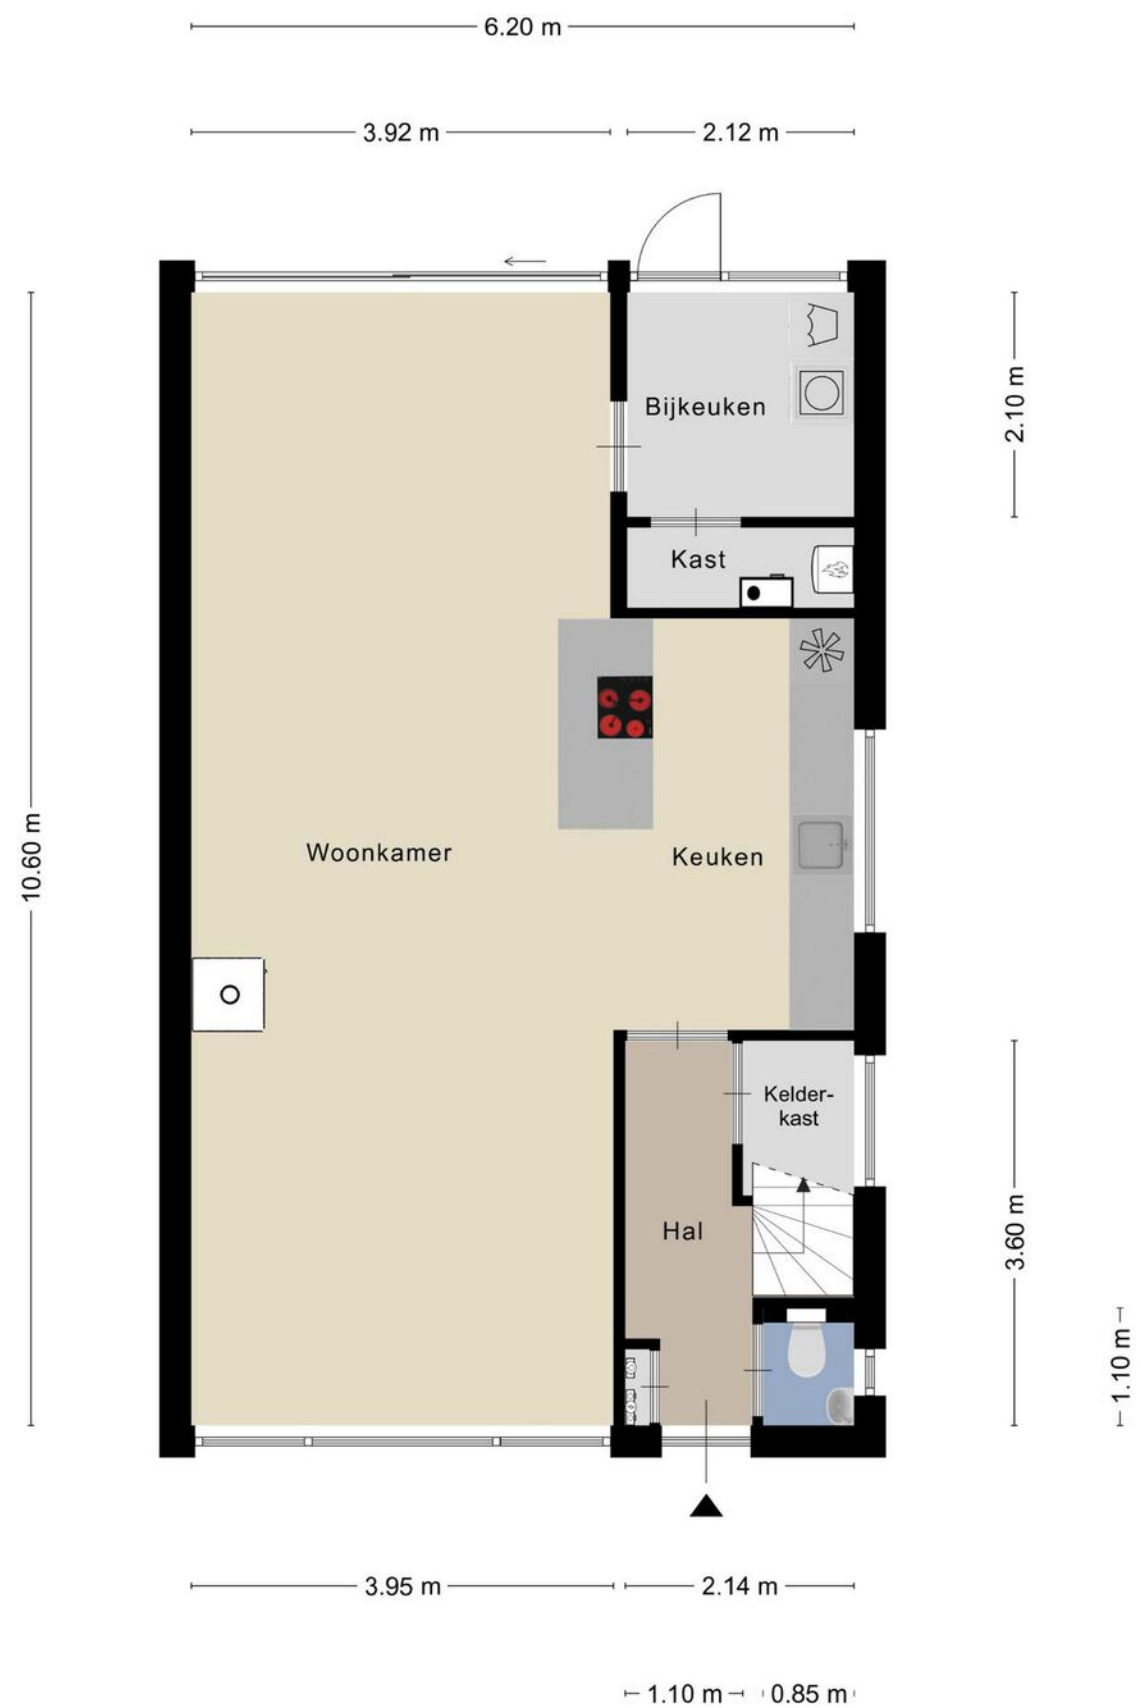 6.20 m
3.92 m
2.12 m
2.10 m
Bijkeuken
Kast
10.60 m
Woonkamer
Keuken
Kelder-
kast
Hal
3.60 m
1.10 m
3.95 m
2.14 m
1.10 m
0.85 m